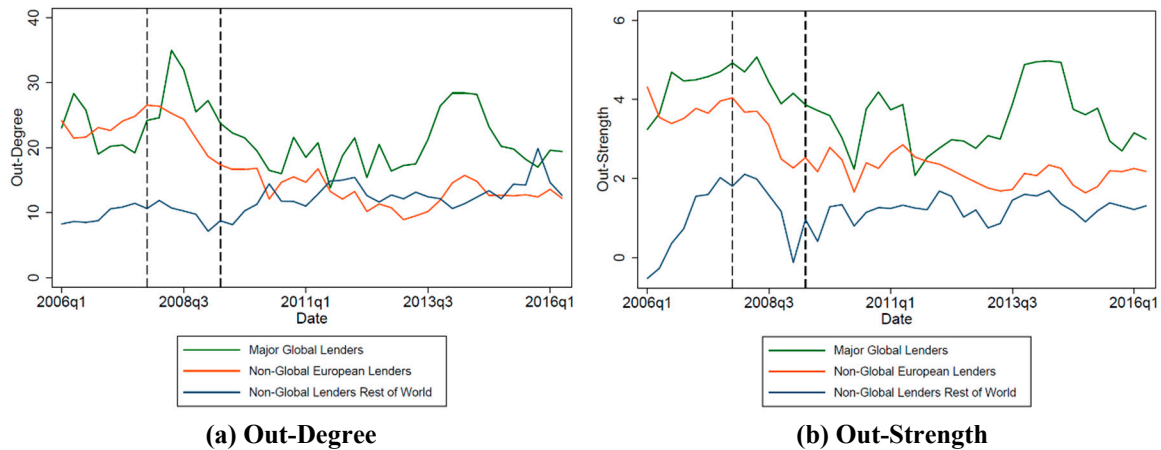 40
30
20
10
0
Out-Degree
2006q1 2008q3 2011q1 2013q3 2016q1
Date
Major Global Lenders
Non-Global European Lenders
Non-Global Lenders Rest of World
(a) Out-Degree
6
4
2
0
Out-Strength
2006q1 2008q3 2011q1 2013q3 2016q1
Date
Major Global Lenders
Non-Global European Lenders
Non-Global Lenders Rest of World
(b) Out-Strength